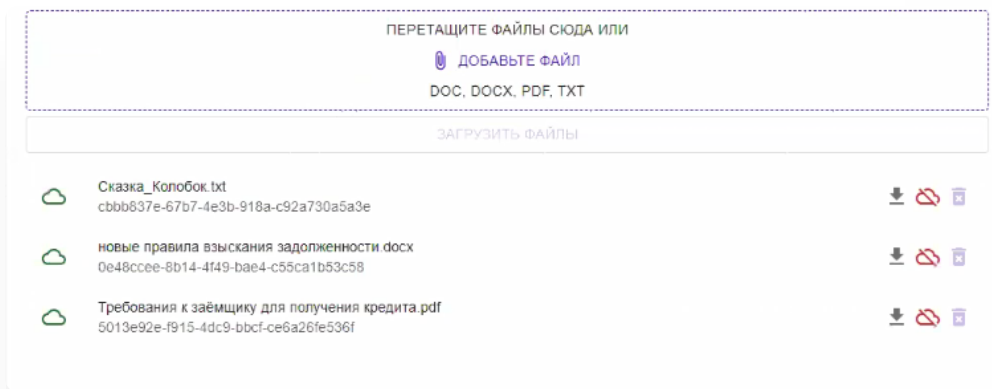 ПЕРЕТАЩИТЕ ФАЙЛЫ СЮДА ИЛИ
ДОБАВЬТЕ ФАЙЛ
DOC, DOCX, PDF, TXT
ЗАГРУЗИТЬ ФАЙЛЫ
Сказка_Колобок.txt
cbbb837e-67b7-4e3b-918a-c92a730a5a3e
новые правила взыскания задолженности.docx
0e48ccee-8b14-4f49-bae4-c55ca1b53c58
Требования к заёмщику для получения кредита.pdf
5013e92e-f915-4dc9-bbcf-ce6a26fe536f